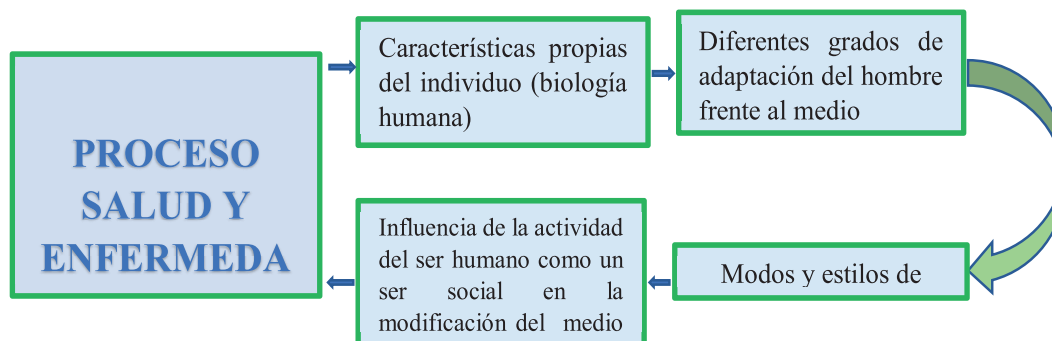 PROCESO
SALUD Y
ENFERMEDA
Características propias
del individuo (biología
humana)
Diferentes grados de
adaptación del hombre
frente al medio
Modos y estilos de
Influencia de la actividad
del ser humano como un
ser social en la
modificación del medio